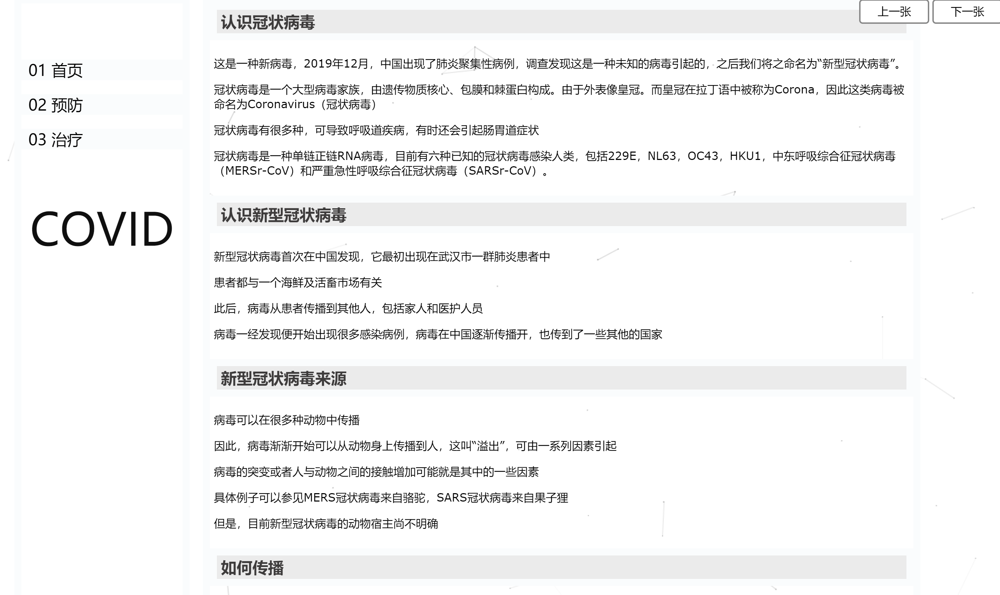 上一张
下一张
01 首页
02 预防
03 治疗
COVID
认识冠状病毒
这是一种新病毒，2019年12月，中国出现了肺炎聚集性病例，调查发现这是一种未知的病毒引起的，之后我们将之命名为“新型冠状病毒”。
冠状病毒是一个大型病毒家族，由遗传物质核心、包膜和棘蛋白构成。由于外表像皇冠。而皇冠在拉丁语中被称为Corona，因此这类病毒被
命名为Coronavirus（冠状病毒）
冠状病毒有很多种，可导致呼吸道疾病，有时还会引起肠胃道症状
冠状病毒是一种单链正链RNA病毒，目前有六种已知的冠状病毒感染人类，包括229E，NL63，OC43，HKU1，中东呼吸综合征冠状病毒
（MERSr-CoV）和严重急性呼吸综合征冠状病毒（SARSr-CoV）。
认识新型冠状病毒
新型冠状病毒首次在中国发现，它最初出现在武汉市一群肺炎患者中
患者都与一个海鲜及活畜市场有关
此后，病毒从患者传播到其他人，包括家人和医护人员
病毒一经发现便开始出现很多感染病例，病毒在中国逐渐传播开，也传到了一些其他的国家
新型冠状病毒来源
病毒可以在很多种动物中传播
因此，病毒渐渐开始可以从动物身上传播到人，这叫“溢出”，可由一系列因素引起
病毒的突变或者人与动物之间的接触增加可能就是其中的一些因素
具体例子可以参见MERS冠状病毒来自骆驼，SARS冠状病毒来自果子狸
但是，目前新型冠状病毒的动物宿主尚不明确
如何传播